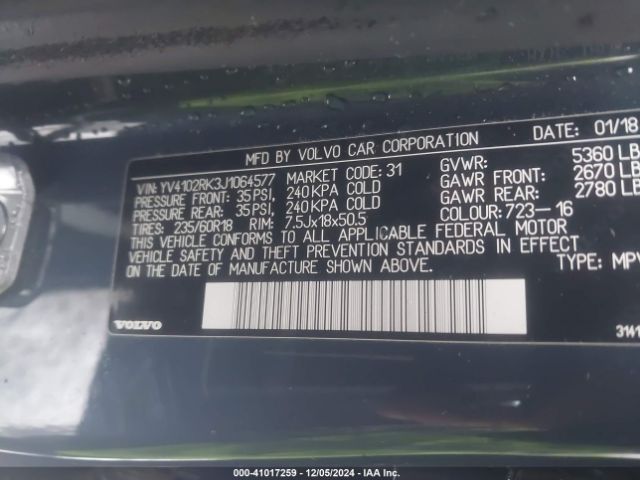 MFD BY VOLVO CAR CORPORATION DATE: 01/18
VIN: YV4102RK3J1064577 MARKET CODE: 31 GVWR: 5360 LB
PRESSURE FRONT: 35PSI, 240KPA COLD GAWR FRONT: 2670 LB
PRESSURE REAR: 35PSI, 240KPA COLD GAWR REAR: 2780 LB
TIRES: 235/60R18 RIM: 7.5Jx18x50.5 COLOUR: 723-16
THIS VEHICLE CONFORMS TO ALL APPLICABLE FEDERAL MOTOR
VEHICLE SAFETY AND THEFT PREVENTION STANDARDS IN EFFECT
ON THE DATE OF MANUFACTURE SHOWN ABOVE. TYPE: MPV
VOLVO 3141
000-41017259 | 12/05/2024 | IAA Inc.